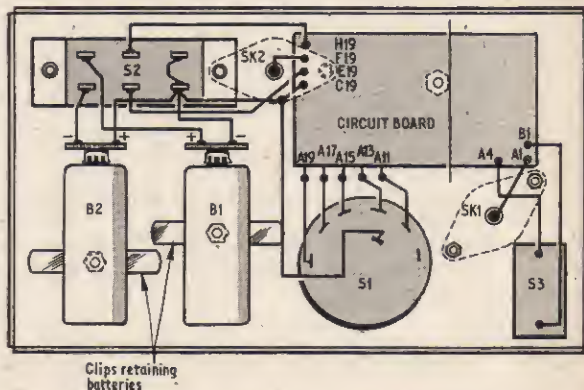 H19
S2
SK2
F19
E19
C19
CIRCUIT BOARD
B1
A19 A17 A15 A13 A11
A4 A1
- + + -
SK1
B2 B1
S1
1
S3
Clips retaining
batteries